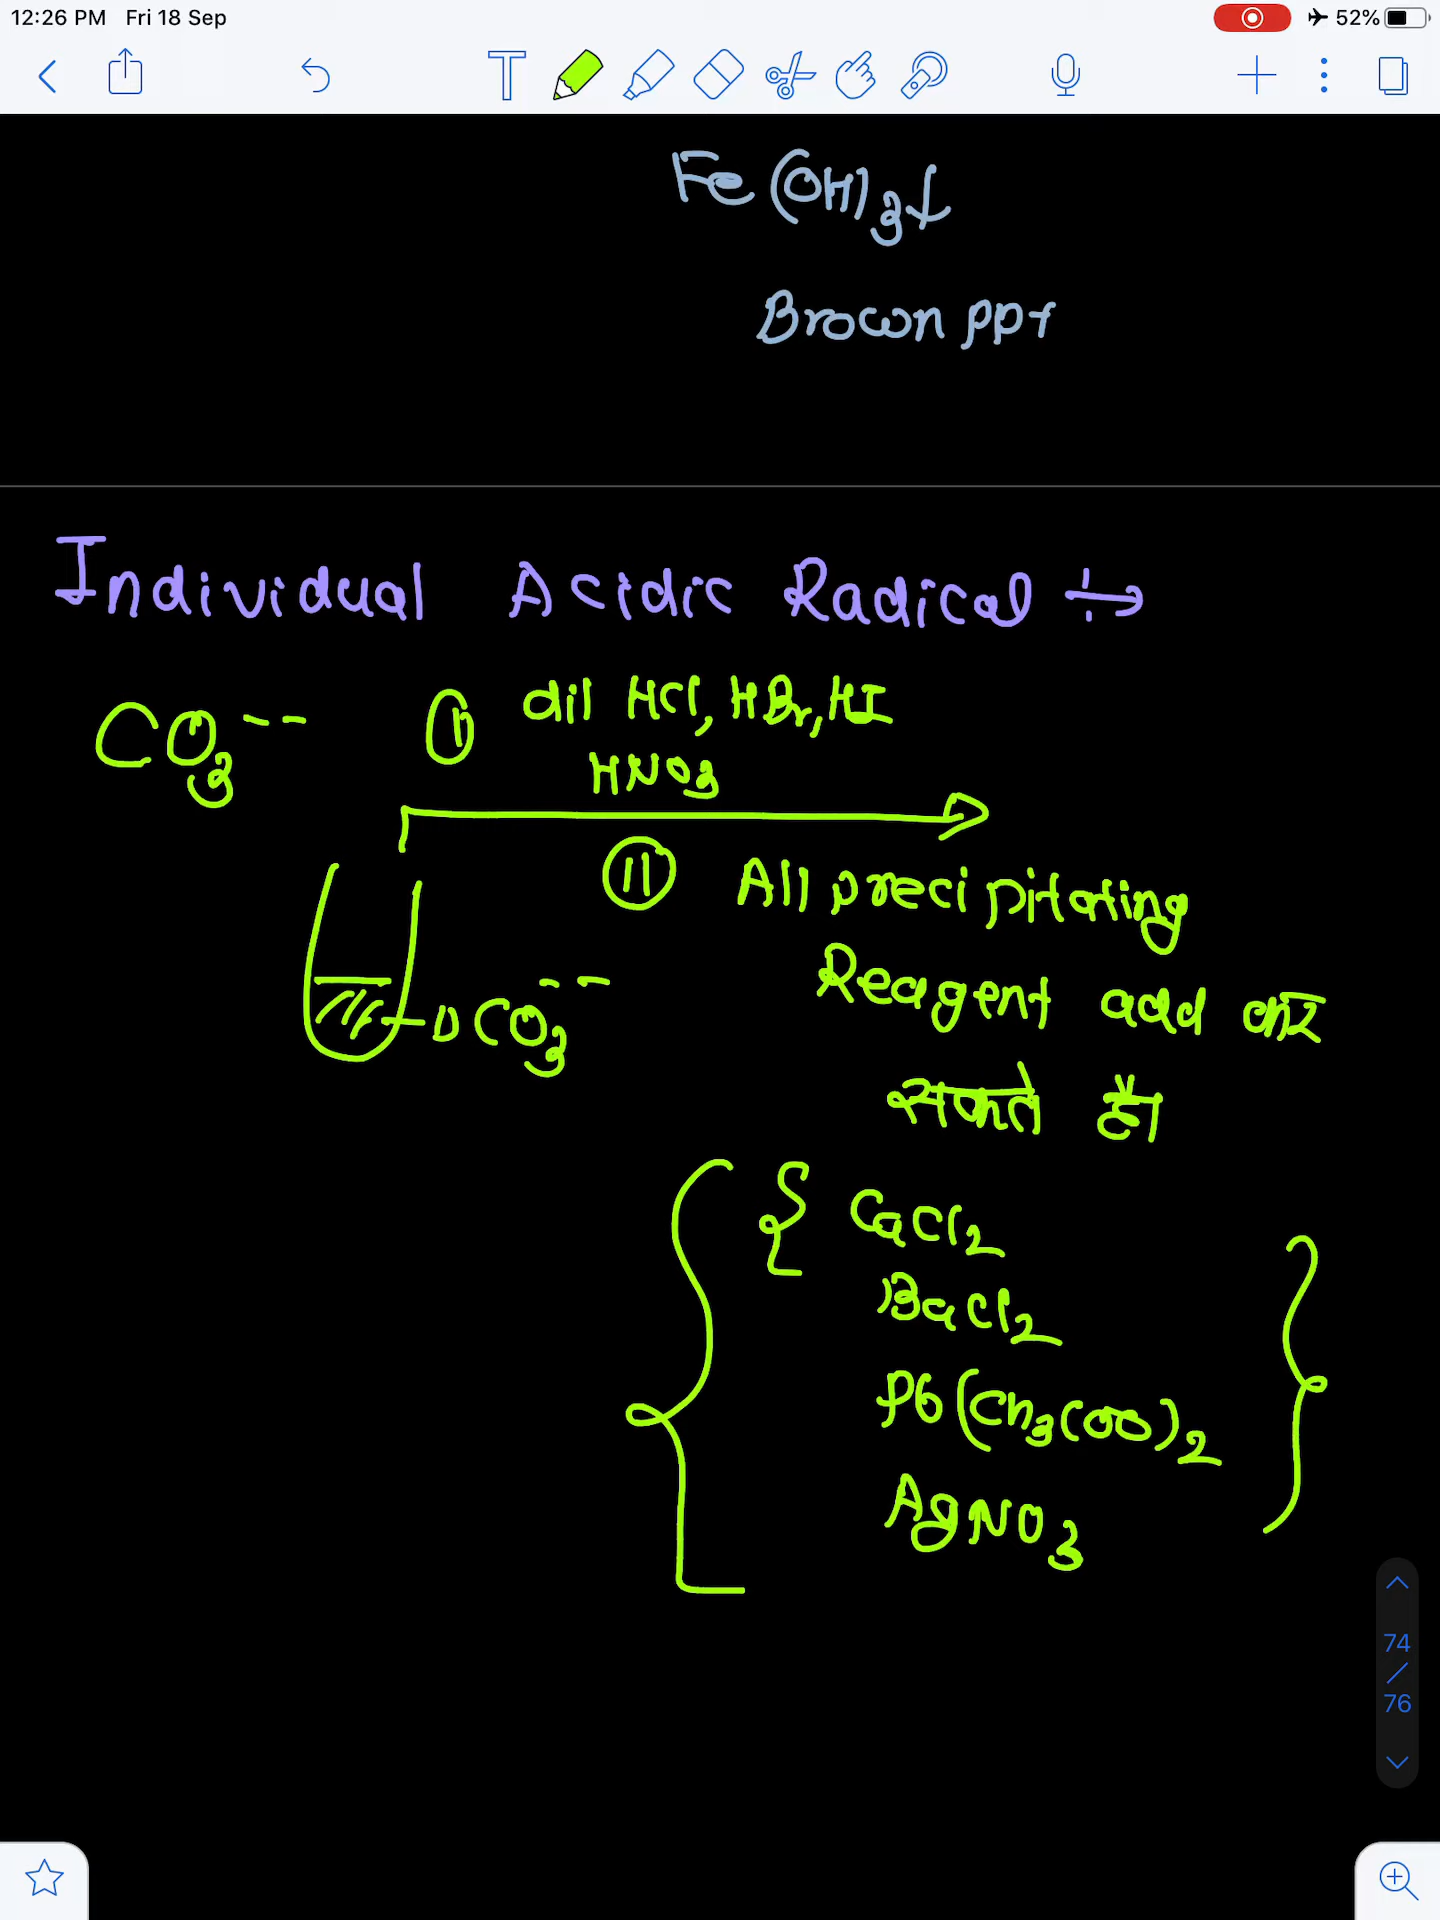 12:26 PM Fri 18 Sep 52%
T
Fe(OH)3↓
Brown ppt
Individual Acidic Radical ÷→
CO3-- (I) dil HCl, HBr, HI
HNO3
(II) All precipitating
Reagent add कर
CO3--
सकते हैं।
CaCl2
BaCl2
Pb(CH3COO)2
AgNO3
74
/
76